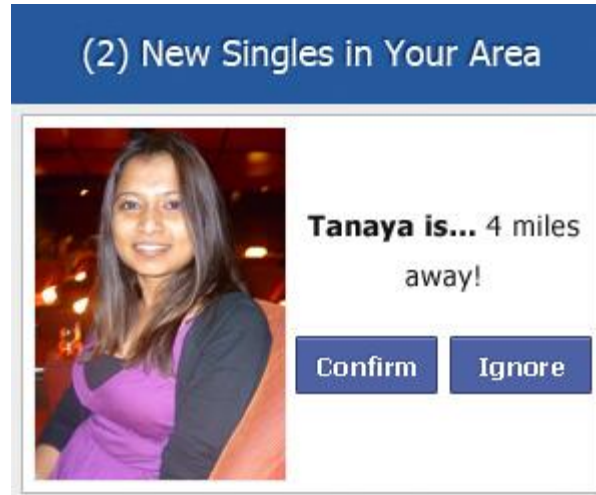 (2) New Singles in Your Area
Tanaya is... 4 miles
away!
Confirm Ignore